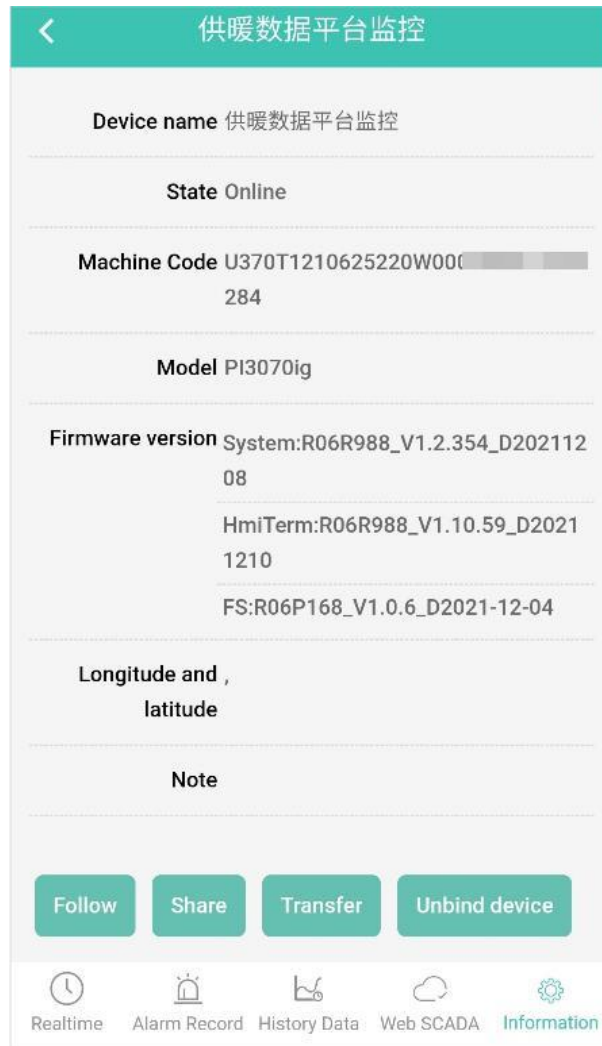 供暖数据平台监控
Device name 供暖数据平台监控
State Online
Machine Code U370T1210625220W000
284
Model PI3070ig
Firmware version System:R06R988_V1.2.354_D202112
08
HmiTerm:R06R988_V1.10.59_D2021
1210
FS:R06P168_V1.0.6_D2021-12-04
Longitude and ,
latitude
Note
Follow Share Transfer Unbind device
Realtime Alarm Record History Data Web SCADA Information